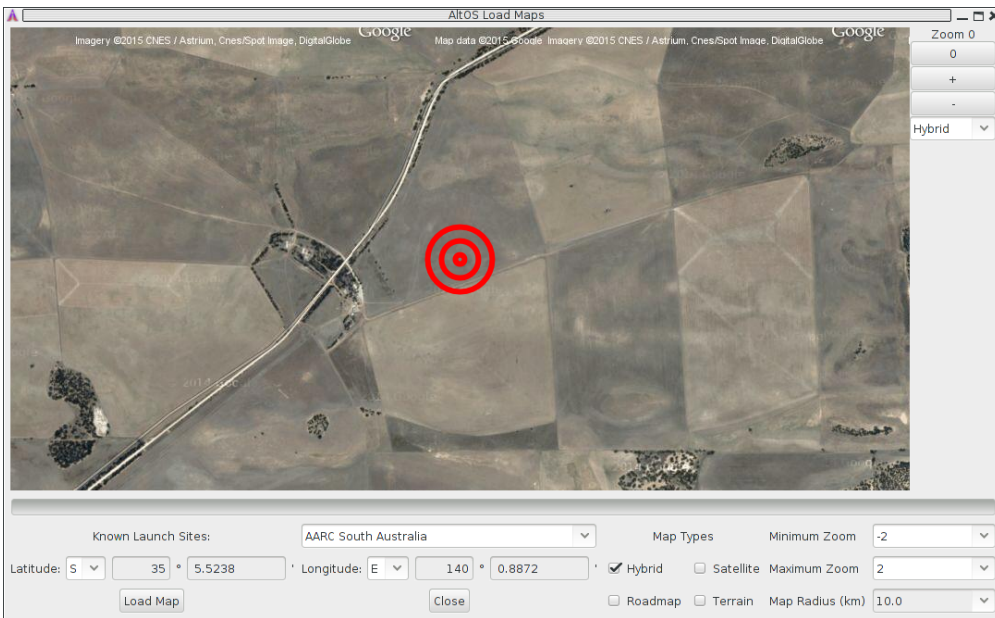 AltOS Load Maps
Imagery ©2015 CNES / Astrium, Cnes/Spot Image, DigitalGlobe
Google
Map data ©2015 Google Imagery ©2015 CNES / Astrium, Cnes/Spot Image, DigitalGlobe
Google
Zoom 0
0
+
-
Hybrid
Known Launch Sites: AARC South Australia Map Types Minimum Zoom -2
Latitude: S 35 ° 5.5238 ' Longitude: E 140 ° 0.8872 ' Hybrid Satellite Maximum Zoom 2
Load Map Close Roadmap Terrain Map Radius (km) 10.0